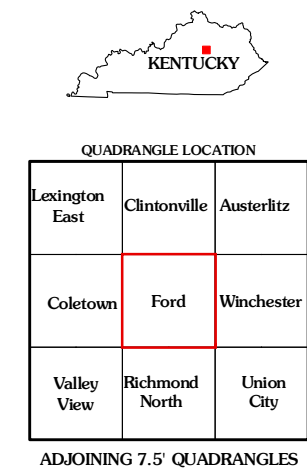 KENTUCKY
QUADRANGLE LOCATION
Lexington
East
Clintonville
Austerlitz
Coletown
Ford
Winchester
Valley
View
Richmond
North
Union
City
ADJOINING 7.5' QUADRANGLES